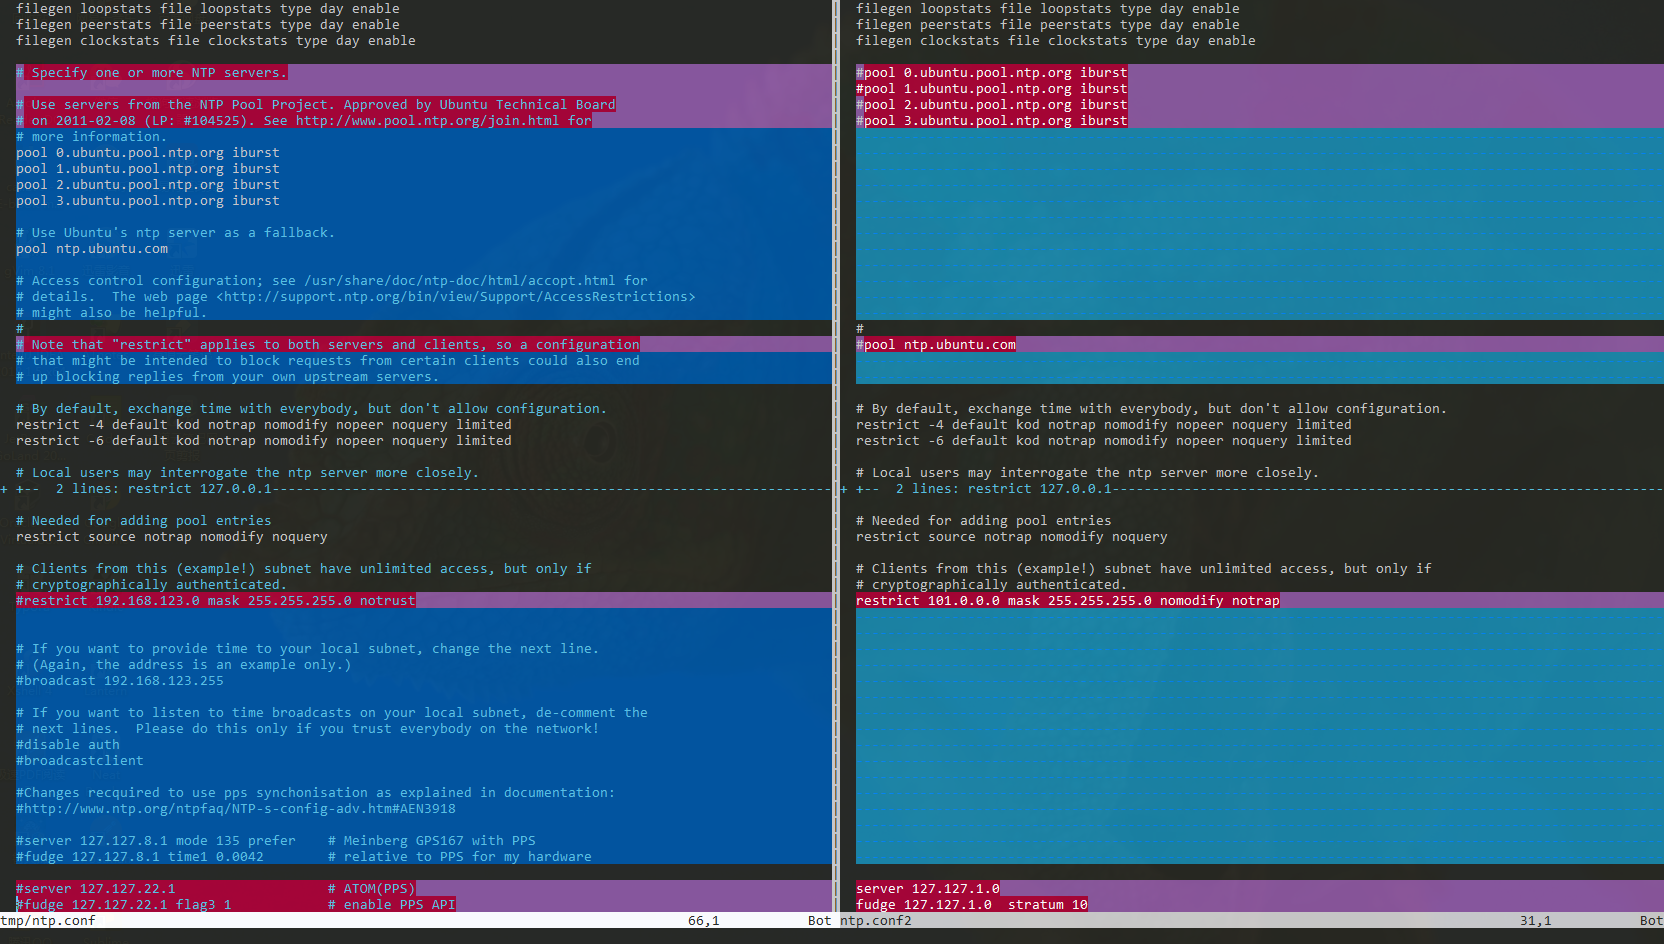 filegen loopstats file loopstats type day enable
filegen peerstats file peerstats type day enable
filegen clockstats file clockstats type day enable
# Specify one or more NTP servers.
# Use servers from the NTP Pool Project. Approved by Ubuntu Technical Board
# on 2011-02-08 (LP: #104525). See http://www.pool.ntp.org/join.html for
# more information.
pool 0.ubuntu.pool.ntp.org iburst
pool 1.ubuntu.pool.ntp.org iburst
pool 2.ubuntu.pool.ntp.org iburst
pool 3.ubuntu.pool.ntp.org iburst
# Use Ubuntu's ntp server as a fallback.
pool ntp.ubuntu.com
# Access control configuration; see /usr/share/doc/ntp-doc/html/accopt.html for
# details.  The web page <http://support.ntp.org/bin/view/Support/AccessRestrictions>
# might also be helpful.
#
# Note that "restrict" applies to both servers and clients, so a configuration
# that might be intended to block requests from certain clients could also end
# up blocking replies from your own upstream servers.
# By default, exchange time with everybody, but don't allow configuration.
restrict -4 default kod notrap nomodify nopeer noquery limited
restrict -6 default kod notrap nomodify nopeer noquery limited
# Local users may interrogate the ntp server more closely.
+ +--  2 lines: restrict 127.0.0.1----------------------------------------------------------------------
# Needed for adding pool entries
restrict source notrap nomodify noquery
# Clients from this (example!) subnet have unlimited access, but only if
# cryptographically authenticated.
#restrict 192.168.123.0 mask 255.255.255.0 notrust
# If you want to provide time to your local subnet, change the next line.
# (Again, the address is an example only.)
#broadcast 192.168.123.255
# If you want to listen to time broadcasts on your local subnet, de-comment the
# next lines.  Please do this only if you trust everybody on the network!
#disable auth
#broadcastclient
#Changes recquired to use pps synchonisation as explained in documentation:
#http://www.ntp.org/ntpfaq/NTP-s-config-adv.htm#AEN3918
#server 127.127.8.1 mode 135 prefer    # Meinberg GPS167 with PPS
#fudge 127.127.8.1 time1 0.0042        # relative to PPS for my hardware
#server 127.127.22.1                   # ATOM(PPS)
#fudge 127.127.22.1 flag3 1            # enable PPS API
tmp/ntp.conf 66,1 Bot
filegen loopstats file loopstats type day enable
filegen peerstats file peerstats type day enable
filegen clockstats file clockstats type day enable
#pool 0.ubuntu.pool.ntp.org iburst
#pool 1.ubuntu.pool.ntp.org iburst
#pool 2.ubuntu.pool.ntp.org iburst
#pool 3.ubuntu.pool.ntp.org iburst
#
#pool ntp.ubuntu.com
# By default, exchange time with everybody, but don't allow configuration.
restrict -4 default kod notrap nomodify nopeer noquery limited
restrict -6 default kod notrap nomodify nopeer noquery limited
# Local users may interrogate the ntp server more closely.
+ +--  2 lines: restrict 127.0.0.1---------------------------------------------------------------------
# Needed for adding pool entries
restrict source notrap nomodify noquery
# Clients from this (example!) subnet have unlimited access, but only if
# cryptographically authenticated.
restrict 101.0.0.0 mask 255.255.255.0 nomodify notrap
server 127.127.1.0
fudge 127.127.1.0  stratum 10
ntp.conf2 31,1 Bot